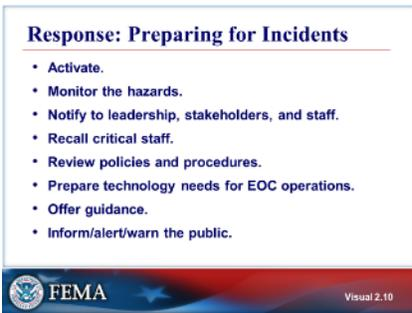 Response: Preparing for Incidents
• Activate.
• Monitor the hazards.
• Notify to leadership, stakeholders, and staff.
• Recall critical staff.
• Review policies and procedures.
• Prepare technology needs for EOC operations.
• Offer guidance.
• Inform/alert/warn the public.
FEMA
Visual 2.10